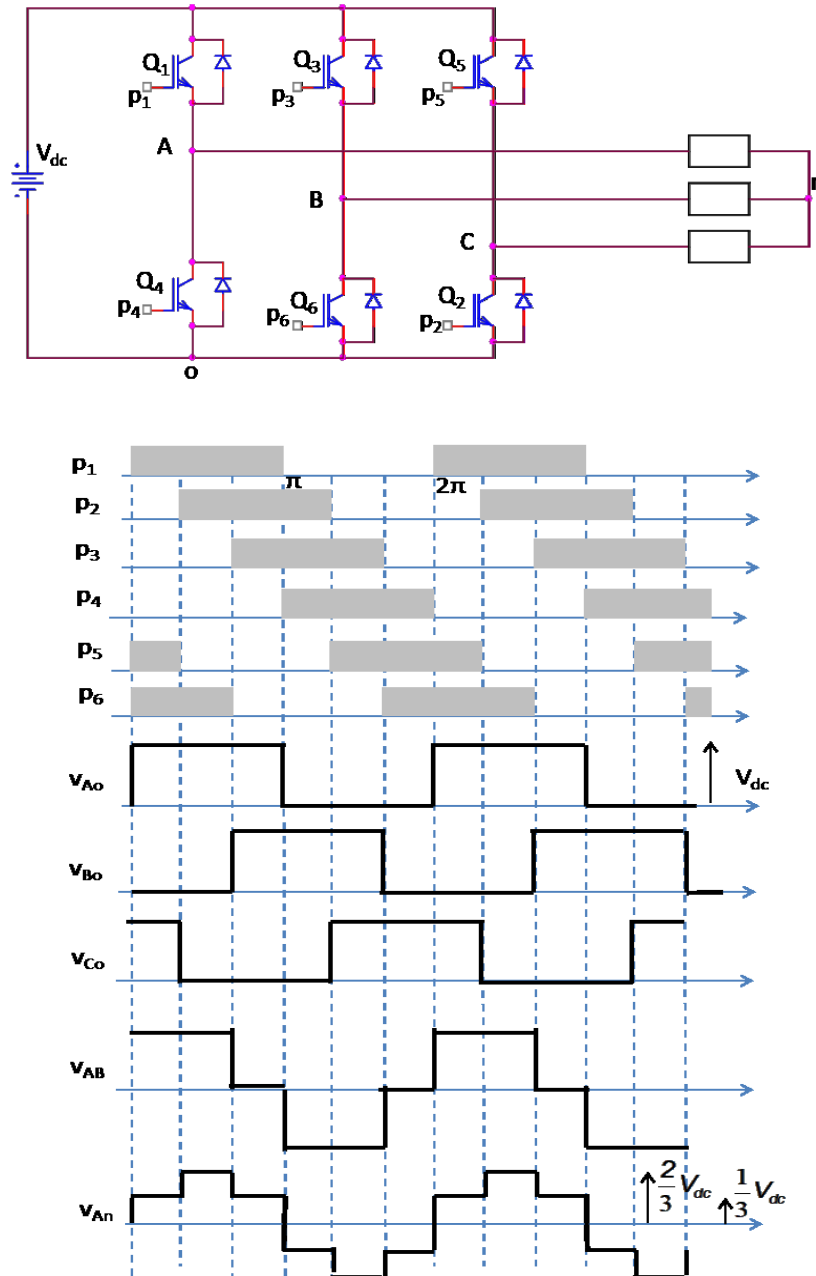 Q1 Q3 Q5
p1 p3 p5
Vdc
A
B
C
Q4 Q6 Q2
p4 p6 p2
o
p1
π 2π
p2
p3
p4
p5
p6
vAo
Vdc
vBo
vCo
vAB
vAn
2/3 Vdc 1/3 Vdc